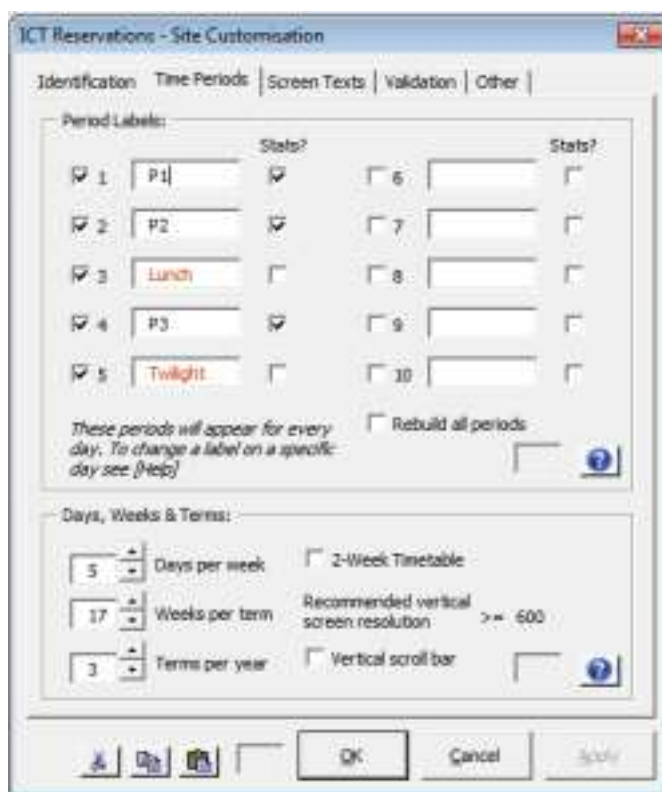 ICT Reservations - Site Customisation
Identification Time Periods Screen Texts Validation Other
Period Labels:
Stats? Stats?
1 P1 6
2 P2 7
3 Lunch 8
4 P3 9
5 Twilight 10
These periods will appear for every
day. To change a label on a specific
day see [Help]
Rebuild all periods
Days, Weeks & Terms:
5 Days per week 2-Week Timetable
17 Weeks per term Recommended vertical
screen resolution >= 600
3 Terms per year Vertical scroll bar
OK Cancel Apply